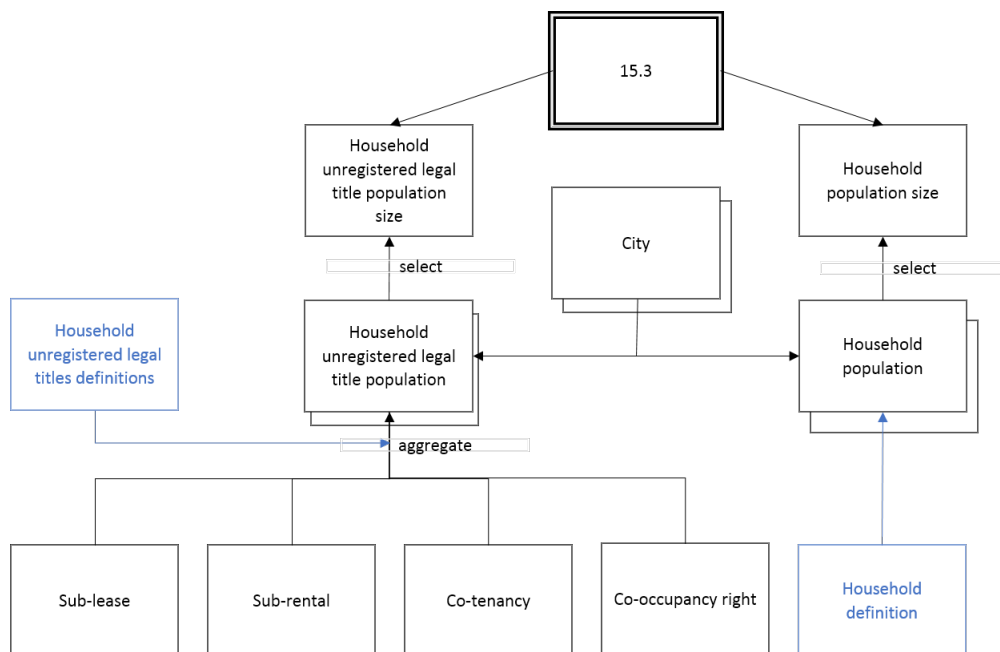 15.3
Household
unregistered legal
title population
size
Household
population size
City
select
select
Household
unregistered legal
titles definitions
Household
unregistered legal
title population
Household
population
aggregate
Sub-lease
Sub-rental
Co-tenancy
Co-occupancy right
Household
definition